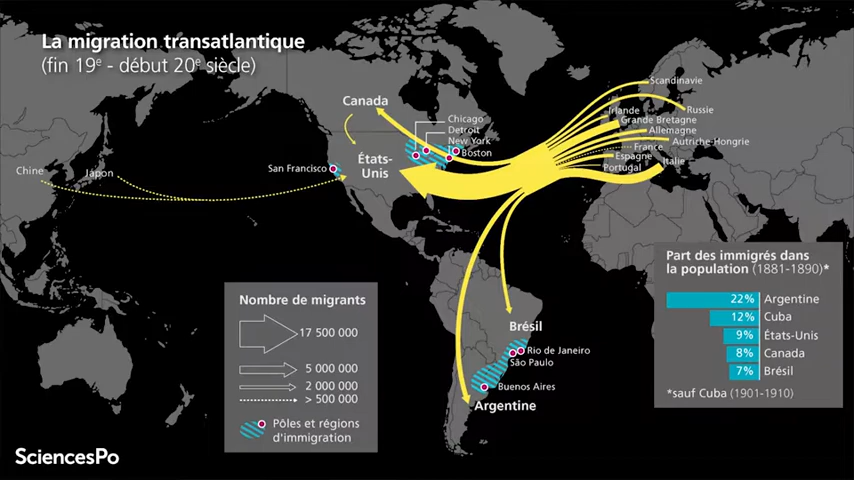 La migration transatlantique
(fin 19e - début 20e siècle)
Scandinavie
Canada
Irlande
Russie
Chicago
Grande Bretagne
Detroit
Allemagne
New York
Autriche-Hongrie
Boston
France
États-
Unis
Espagne
Italie
San Francisco
Portugal
Chine
Japon
Part des immigrés dans
la population (1881-1890)*
22% Argentine
12% Cuba
9% États-Unis
8% Canada
7% Brésil
*sauf Cuba (1901-1910)
Nombre de migrants
17 500 000
5 000 000
2 000 000
> 500 000
Pôles et régions
d'immigration
Brésil
Rio de Janeiro
São Paulo
Buenos Aires
Argentine
SciencesPo